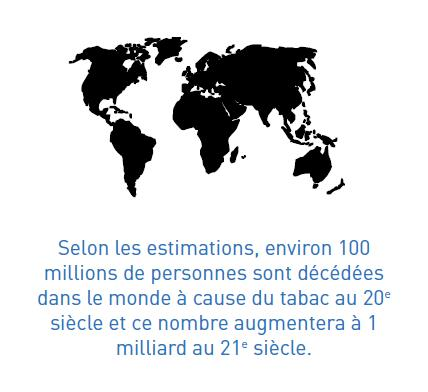 Selon les estimations, environ 100
millions de personnes sont décédées
dans le monde à cause du tabac au 20ᵉ
siècle et ce nombre augmentera à 1
milliard au 21ᵉ siècle.